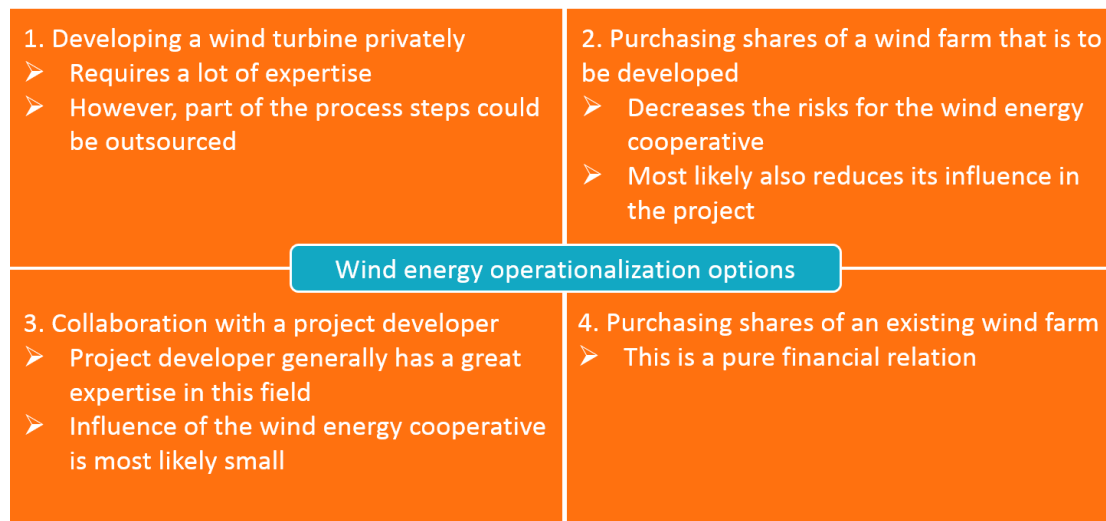 1. Developing a wind turbine privately
➢ Requires a lot of expertise
➢ However, part of the process steps could
be outsourced
2. Purchasing shares of a wind farm that is to
be developed
➢ Decreases the risks for the wind energy
cooperative
➢ Most likely also reduces its influence in
the project
Wind energy operationalization options
3. Collaboration with a project developer
➢ Project developer generally has a great
expertise in this field
➢ Influence of the wind energy cooperative
is most likely small
4. Purchasing shares of an existing wind farm
➢ This is a pure financial relation